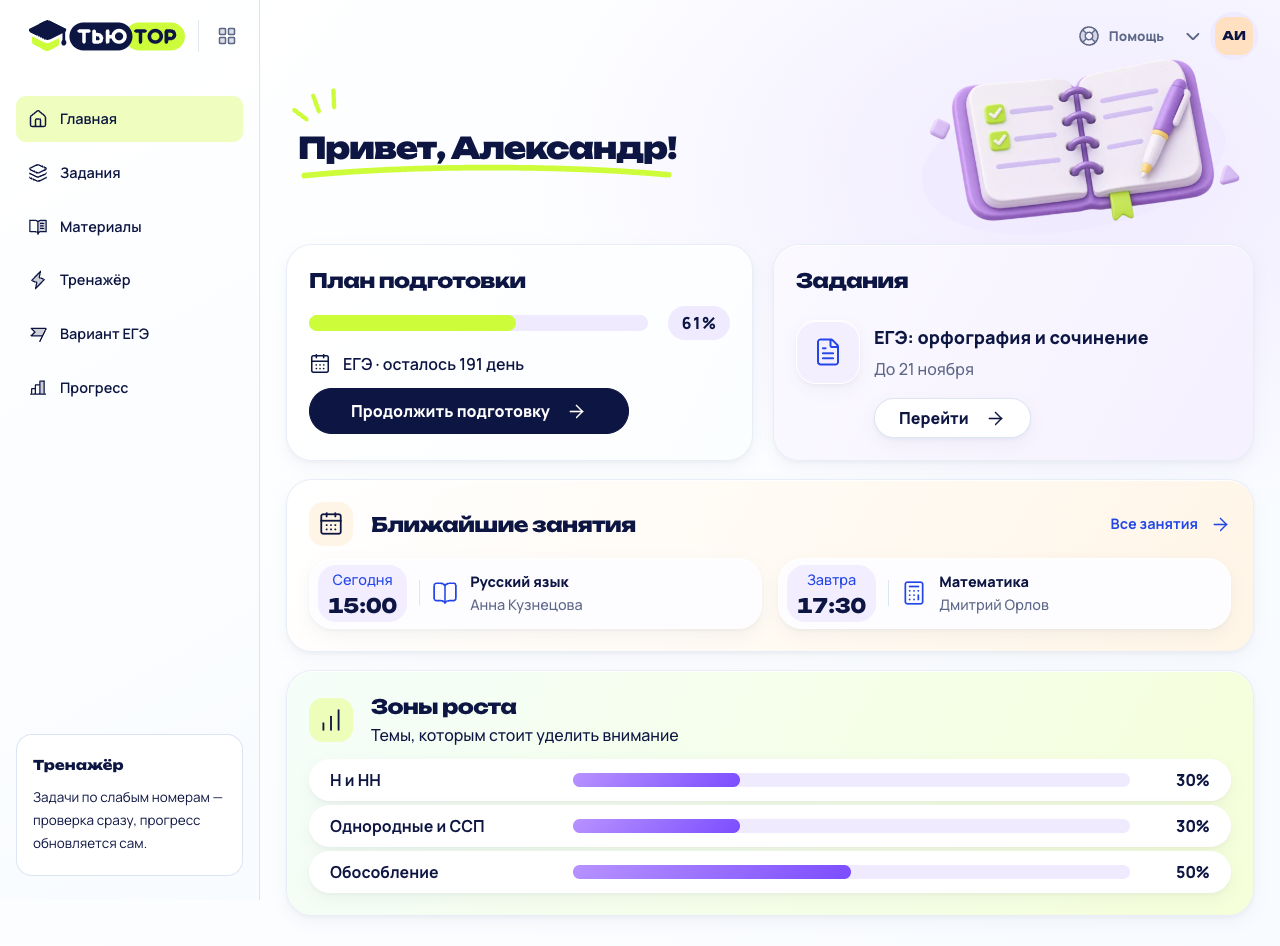 ТЬЮТОР
Помощь
АИ
Главная
Задания
Материалы
Тренажёр
Вариант ЕГЭ
Прогресс
Тренажёр
Задачи по слабым номерам —
проверка сразу, прогресс
обновляется сам.
Привет, Александр!
План подготовки
61%
ЕГЭ · осталось 191 день
Продолжить подготовку
Задания
ЕГЭ: орфография и сочинение
До 21 ноября
Перейти
Ближайшие занятия
Все занятия
Сегодня
15:00
Русский язык
Анна Кузнецова
Завтра
17:30
Математика
Дмитрий Орлов
Зоны роста
Темы, которым стоит уделить внимание
Н и НН 30%
Однородные и ССП 30%
Обособление 50%